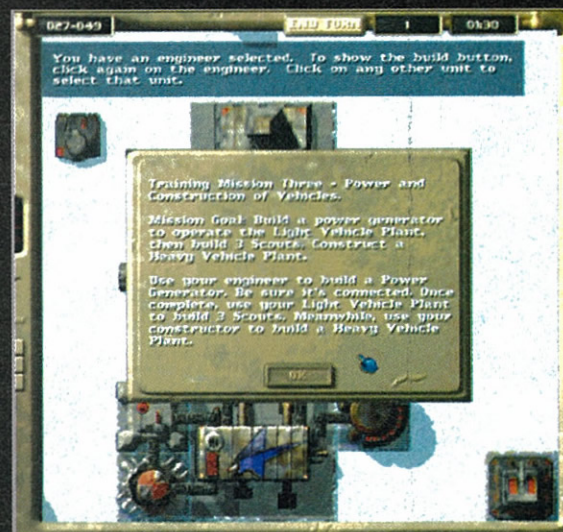 027-049 END TURN 1 01:30
You have an engineer selected. To show the build button,
click again on the engineer. Click on any other unit to
select that unit.
Training Mission Three - Power and
Construction of Vehicles.
Mission Goal: Build a power generator
to operate the Light Vehicle Plant,
then build 3 Scouts. Construct a
Heavy Vehicle Plant.
Use your engineer to build a Power
Generator. Be sure it's connected. Once
complete, use your Light Vehicle Plant
to build 3 Scouts. Meanwhile, use your
constructor to build a Heavy Vehicle
Plant.
OK